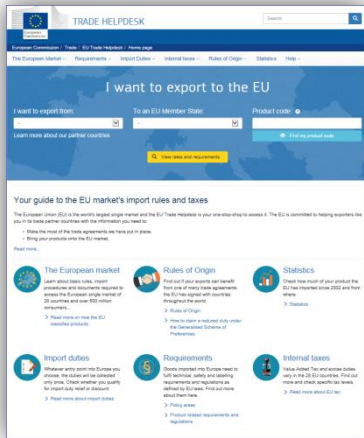 European Commission
TRADE HELPDESK
Search
European Commission / Trade / EU Trade Helpdesk / Home page
The European Market Requirements Import Duties Internal taxes Rules of Origin Statistics Help
I want to export to the EU
I want to export from: To an EU Member State: Product code:
- -
Learn more about our partner countries Find my product code
View rates and requirements
Your guide to the EU market's import rules and taxes
The European Union (EU) is the world's largest single market and the EU Trade Helpdesk is your one-stop-shop to access it. The EU is committed to helping exporters like
you in its trade partner countries with the information you need to:
Make the most of the trade agreements we have put in place.
Bring your products onto the EU market.
Read more...
The European market
Learn about basic rules, import
procedures and documents required to
access the European single market of
28 countries and over 500 million
consumers...
> Read more on how the EU
classifies products
Rules of Origin
Find out if your exports can benefit
from one of many trade agreements
the EU has signed with countries
throughout the world.
> Rules of Origin
> How to claim a reduced duty under
the Generalised Scheme of
Preferences.
Statistics
Check how much of your product the
EU has imported since 2002 and from
where.
> Statistics
Import duties
Whatever entry point into Europe you
choose, the duties will be collected
only once. Check whether you qualify
for import duty relief or discount.
> Read more about import duties
Requirements
Goods imported into Europe need to
fulfil technical, safety and labelling
requirements and regulations as
defined by EU laws. Find out more
about them here.
> Policy areas
> Product related requirements and
regulations
Internal taxes
Value Added Tax and excise duties
vary in the 28 EU countries. Find out
more and check specific tax levels.
> Read more about EU tax